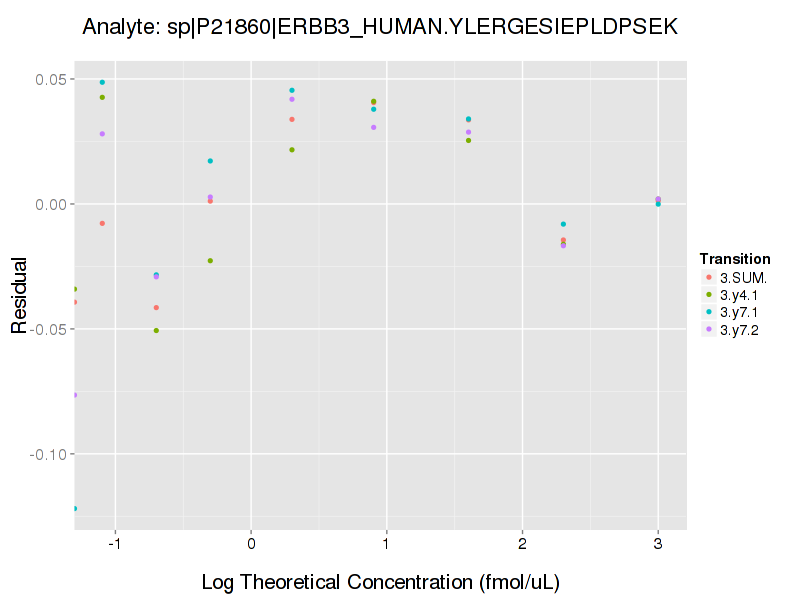 Analyte: sp|P21860|ERBB3_HUMAN.YLERGESIEPLDPSEK
0.05
0.00
-0.05
-0.10
Residual
-1 0 1 2 3
Log Theoretical Concentration (fmol/uL)
Transition
3.SUM.
3.y4.1
3.y7.1
3.y7.2